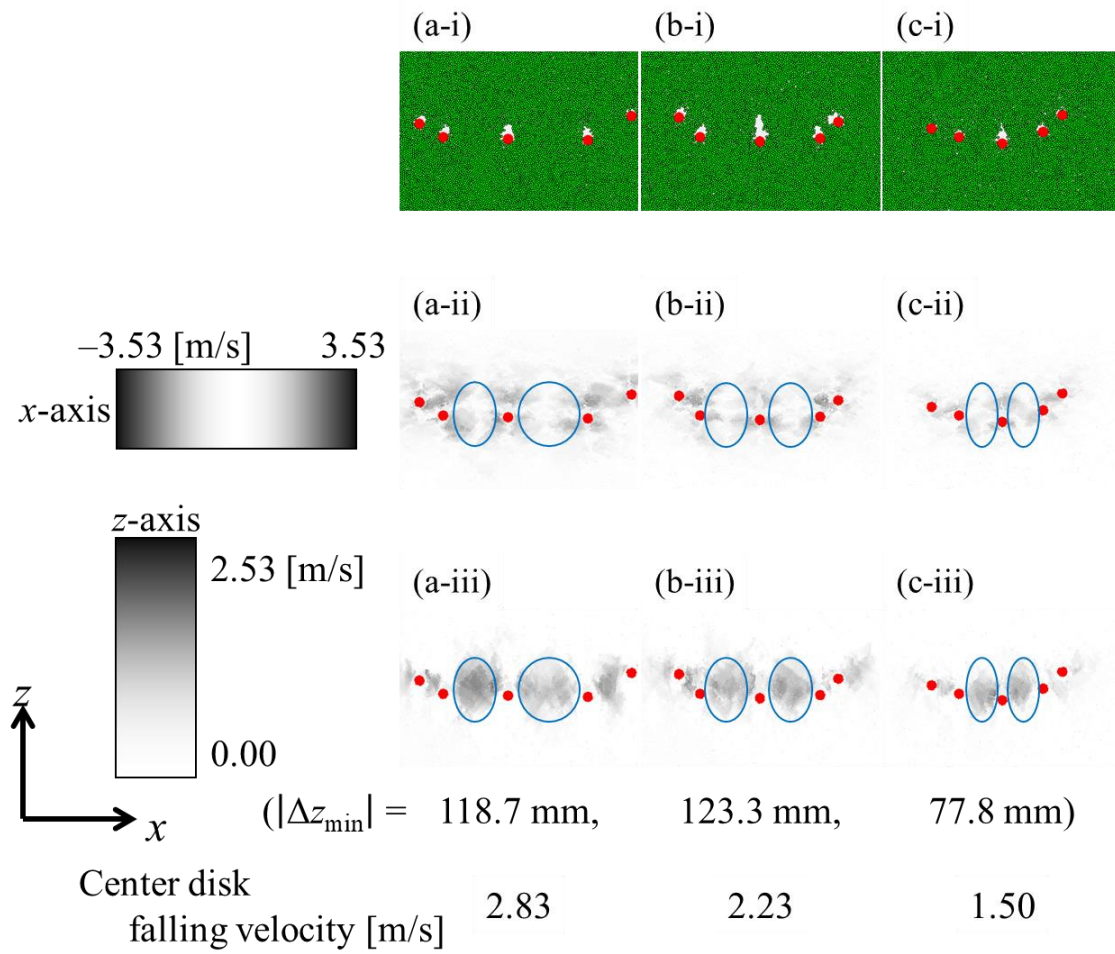 (a-i) (b-i) (c-i)
(a-ii) (b-ii) (c-ii)
–3.53 [m/s] 3.53
x-axis
z-axis
2.53 [m/s]
(a-iii) (b-iii) (c-iii)
z
0.00
x
(|Δz_min| = 118.7 mm, 123.3 mm, 77.8 mm)
Center disk
falling velocity [m/s] 2.83 2.23 1.50